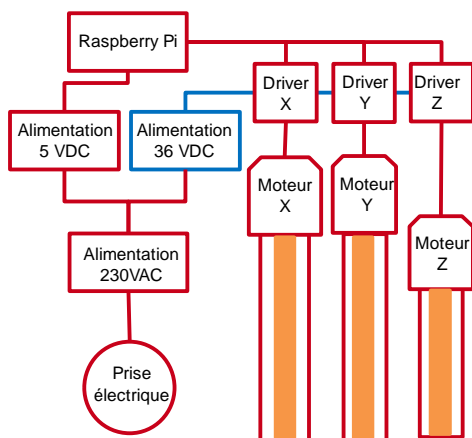 Raspberry Pi
Driver
X
Driver
Y
Driver
Z
Alimentation
5 VDC
Alimentation
36 VDC
Moteur
X
Moteur
Y
Moteur
Z
Alimentation
230VAC
Prise
électrique